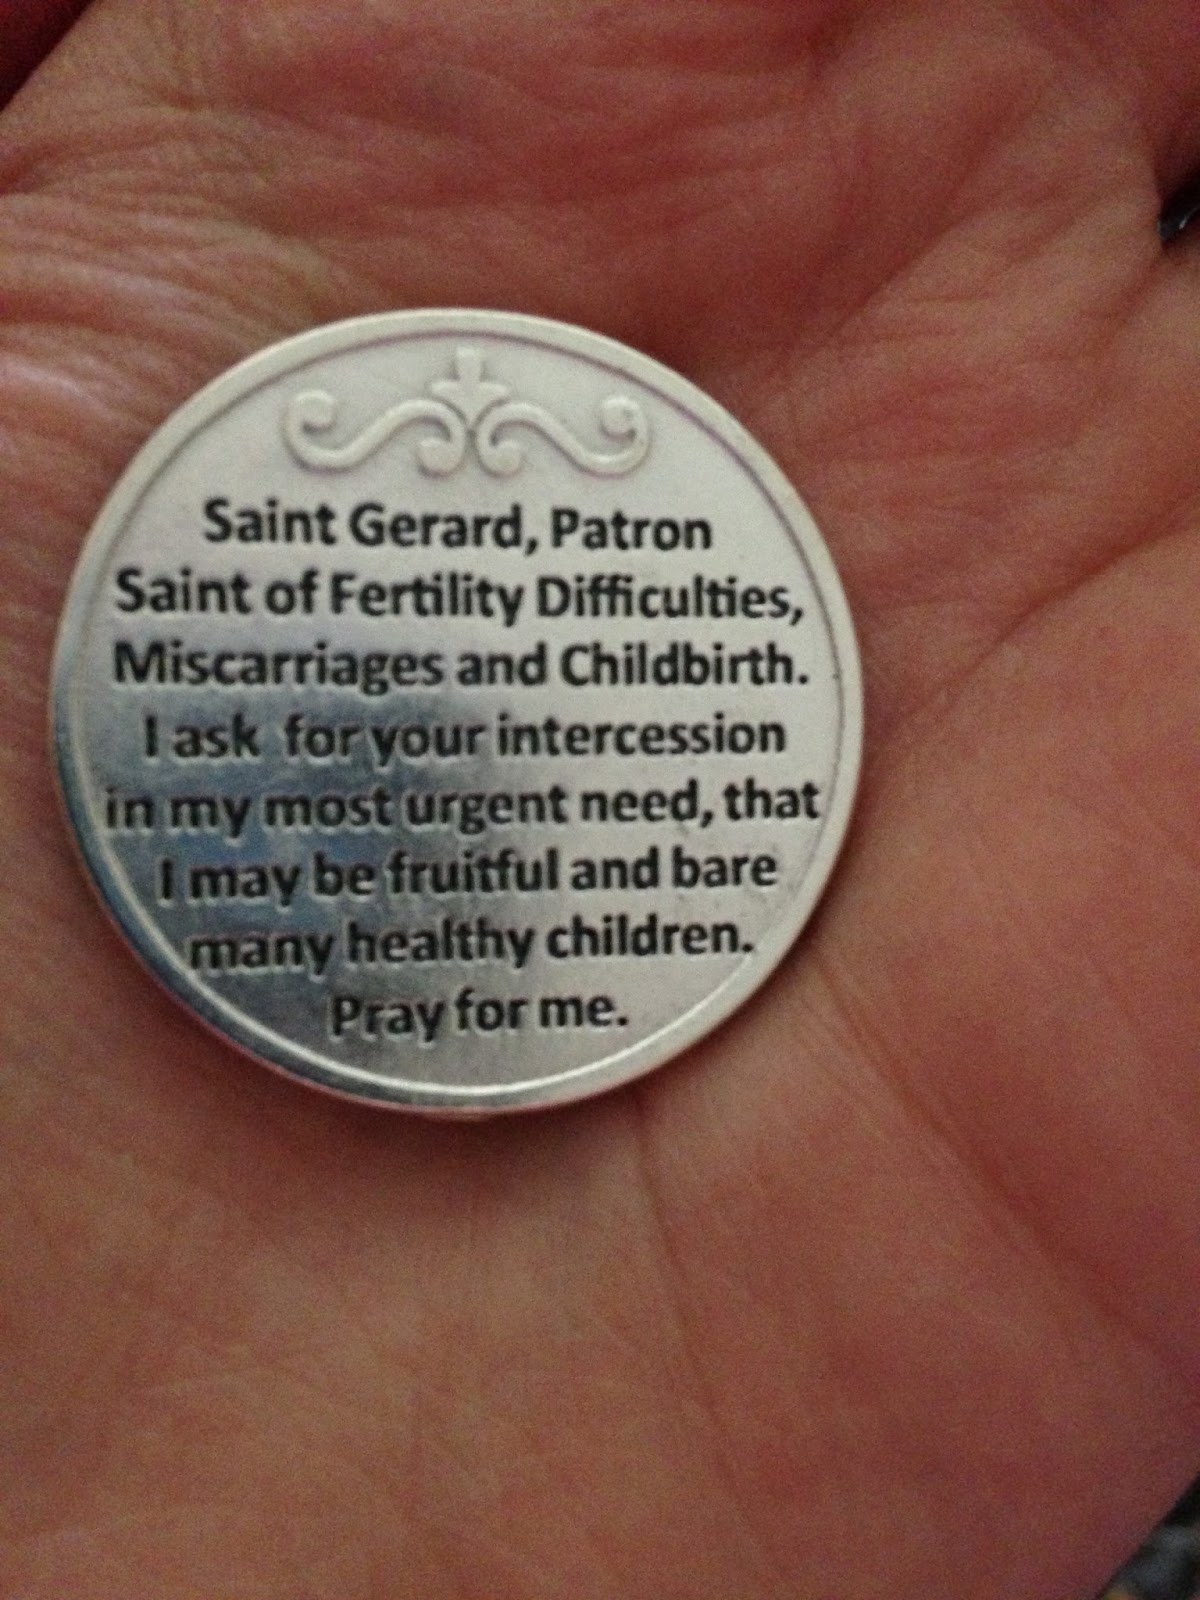 Saint Gerard, Patron
Saint of Fertility Difficulties,
Miscarriages and Childbirth.
I ask for your intercession
in my most urgent need, that
I may be fruitful and bare
many healthy children.
Pray for me.